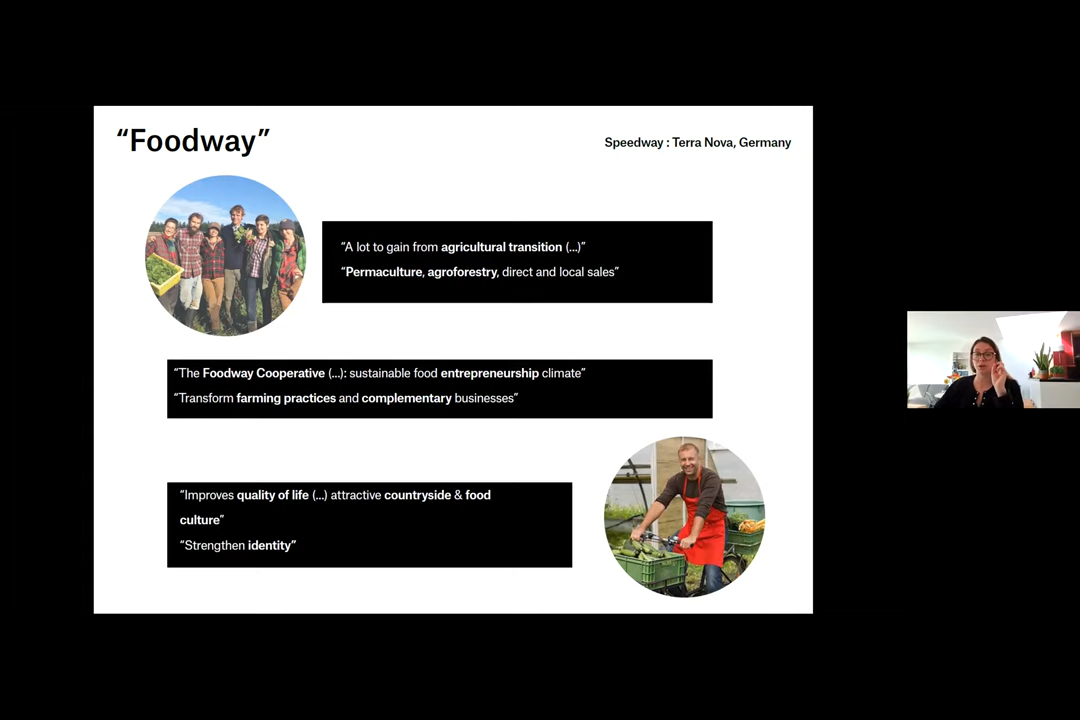 “Foodway”
Speedway : Terra Nova, Germany
“A lot to gain from agricultural transition (...)”
“Permaculture, agroforestry, direct and local sales”
“The Foodway Cooperative (...): sustainable food entrepreneurship climate”
“Transform farming practices and complementary businesses”
“Improves quality of life (...) attractive countryside & food
culture”
“Strengthen identity”